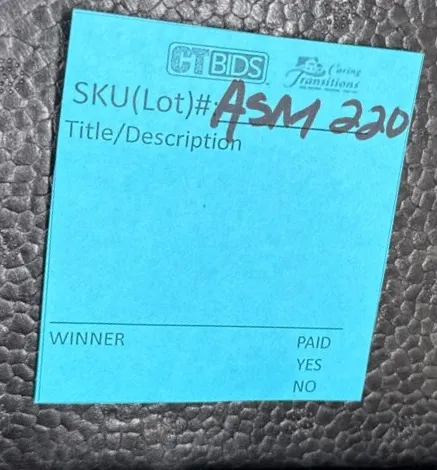 CTBIDS
Caring
Transitions
SKU(Lot)#: ASM 220
Title/Description
WINNER PAID
YES
NO